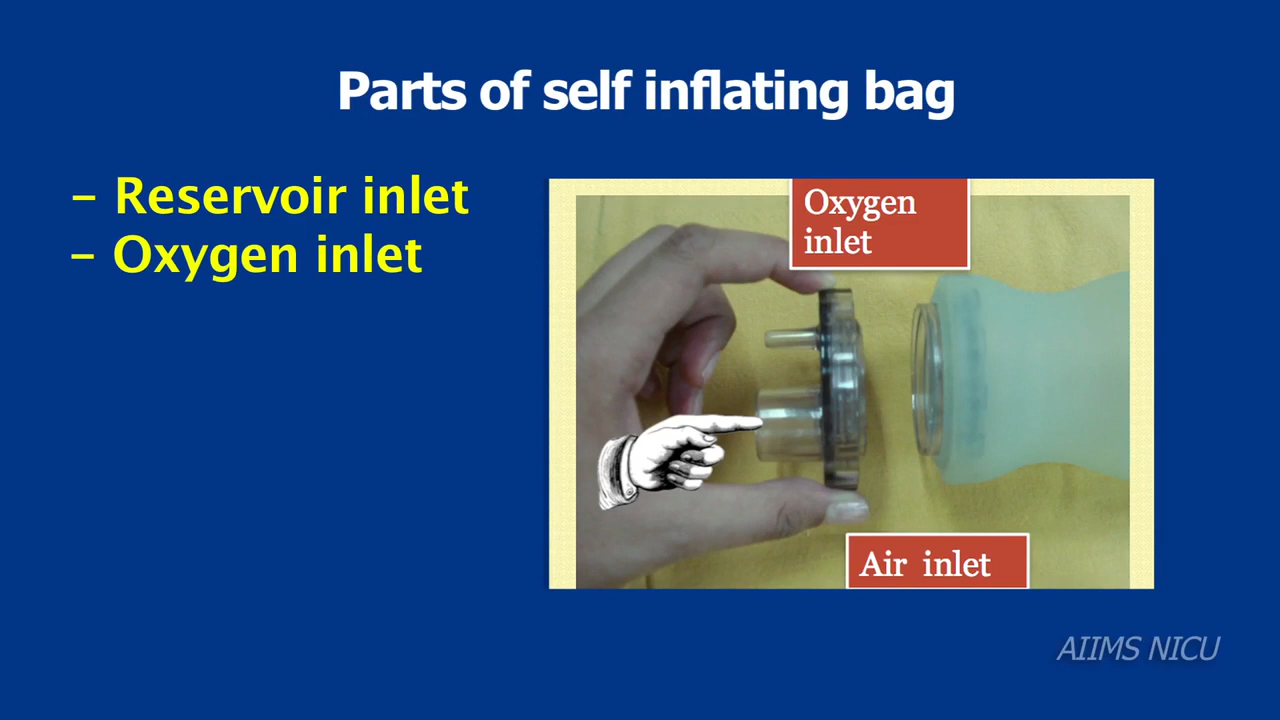 Parts of self inflating bag
– Reservoir inlet
– Oxygen inlet
Oxygen
inlet
Air inlet
AIIMS NICU